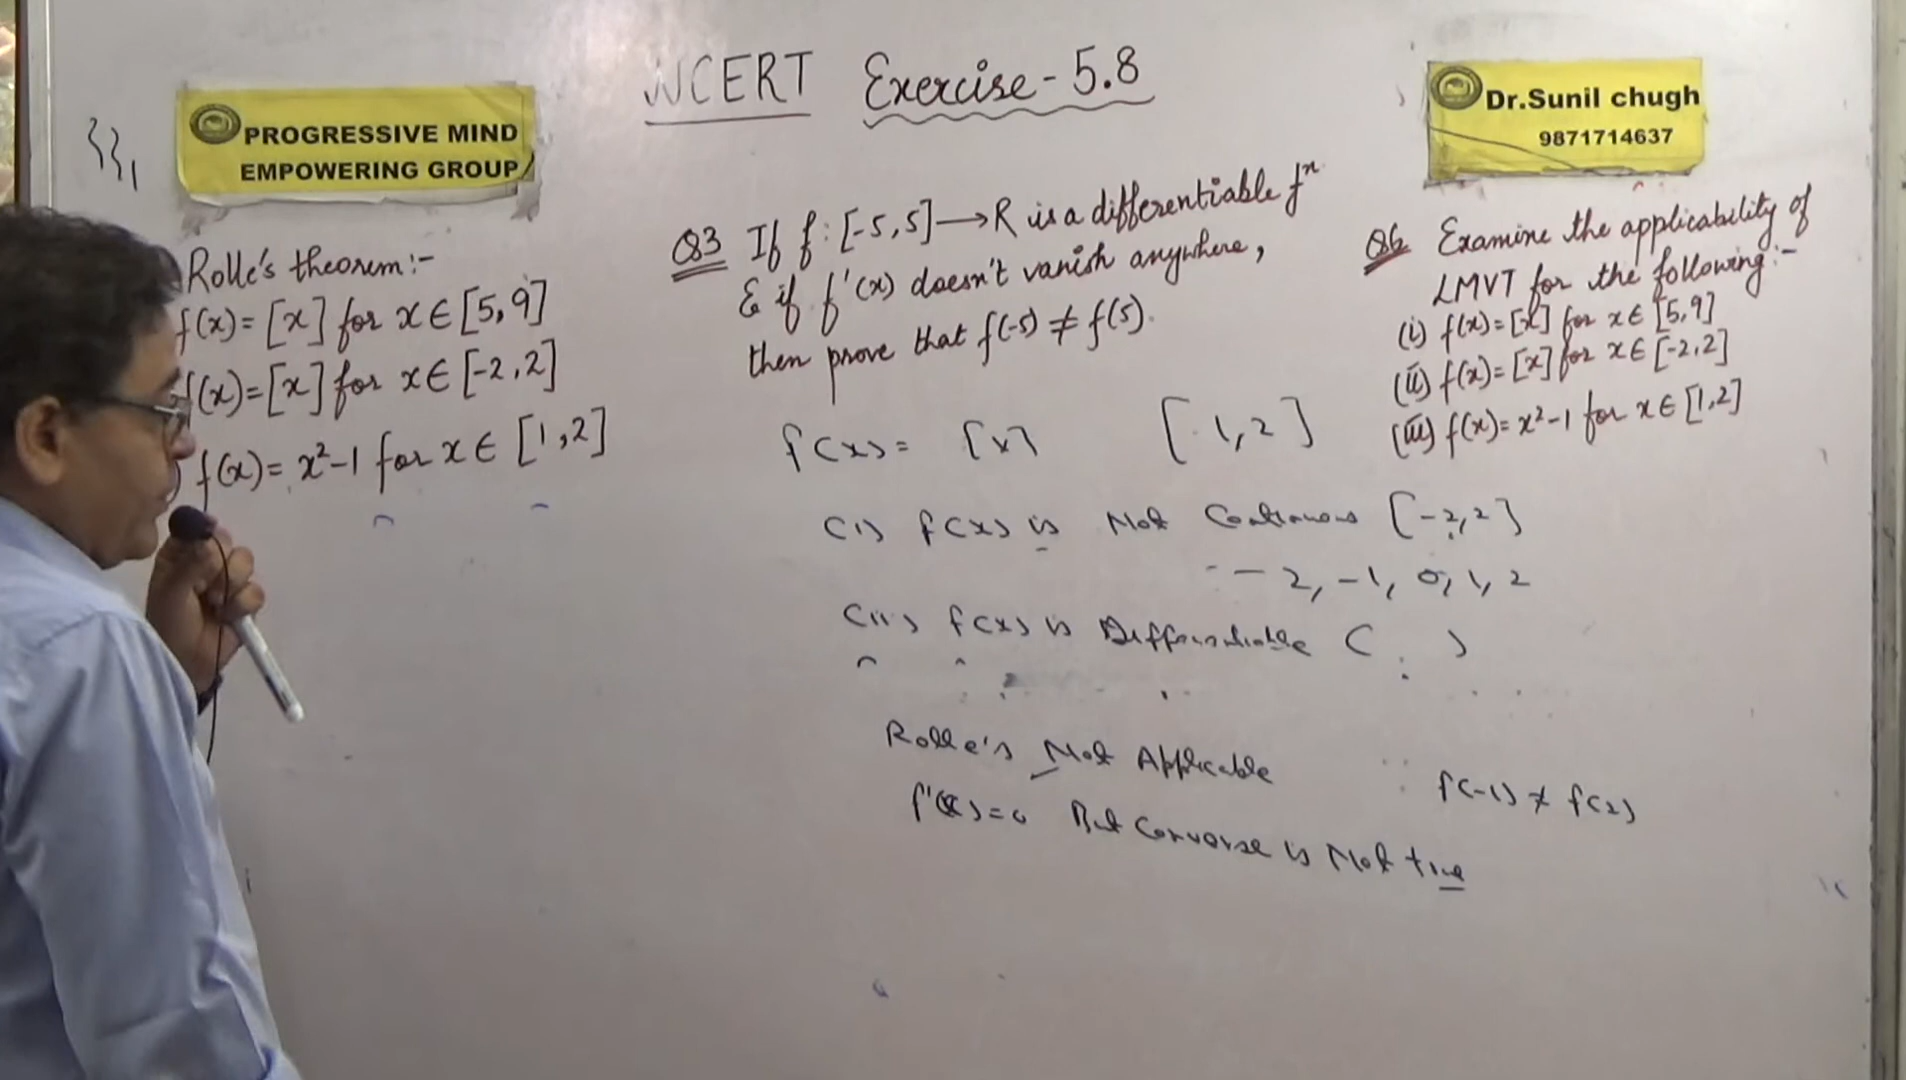 NCERT Exercise - 5.8
PROGRESSIVE MIND
EMPOWERING GROUP
Dr.Sunil chugh
9871714637
Rolle's theorem:-
f(x) = [x] for x ∈ [5,9]
f(x) = [x] for x ∈ [-2,2]
f(x) = x²-1 for x ∈ [1,2]
Q3 If f: [-5,5] → R is a differentiable fⁿ
& if f'(x) doesn't vanish anywhere,
then prove that f(-5) ≠ f(5).
f(x) = [x] [1,2]
(i) f(x) is Not Continuous [-2,2]
-2, -1, 0, 1, 2
(ii) f(x) is Differentiable ( )
Rolle's Not Applicable
f(-1) ≠ f(2)
But Converse is Not true
Q6 Examine the applicability of
LMVT for the following:-
(i) f(x) = [x] for x ∈ [5,9]
(ii) f(x) = [x] for x ∈ [-2,2]
(iii) f(x) = x²-1 for x ∈ [1,2]